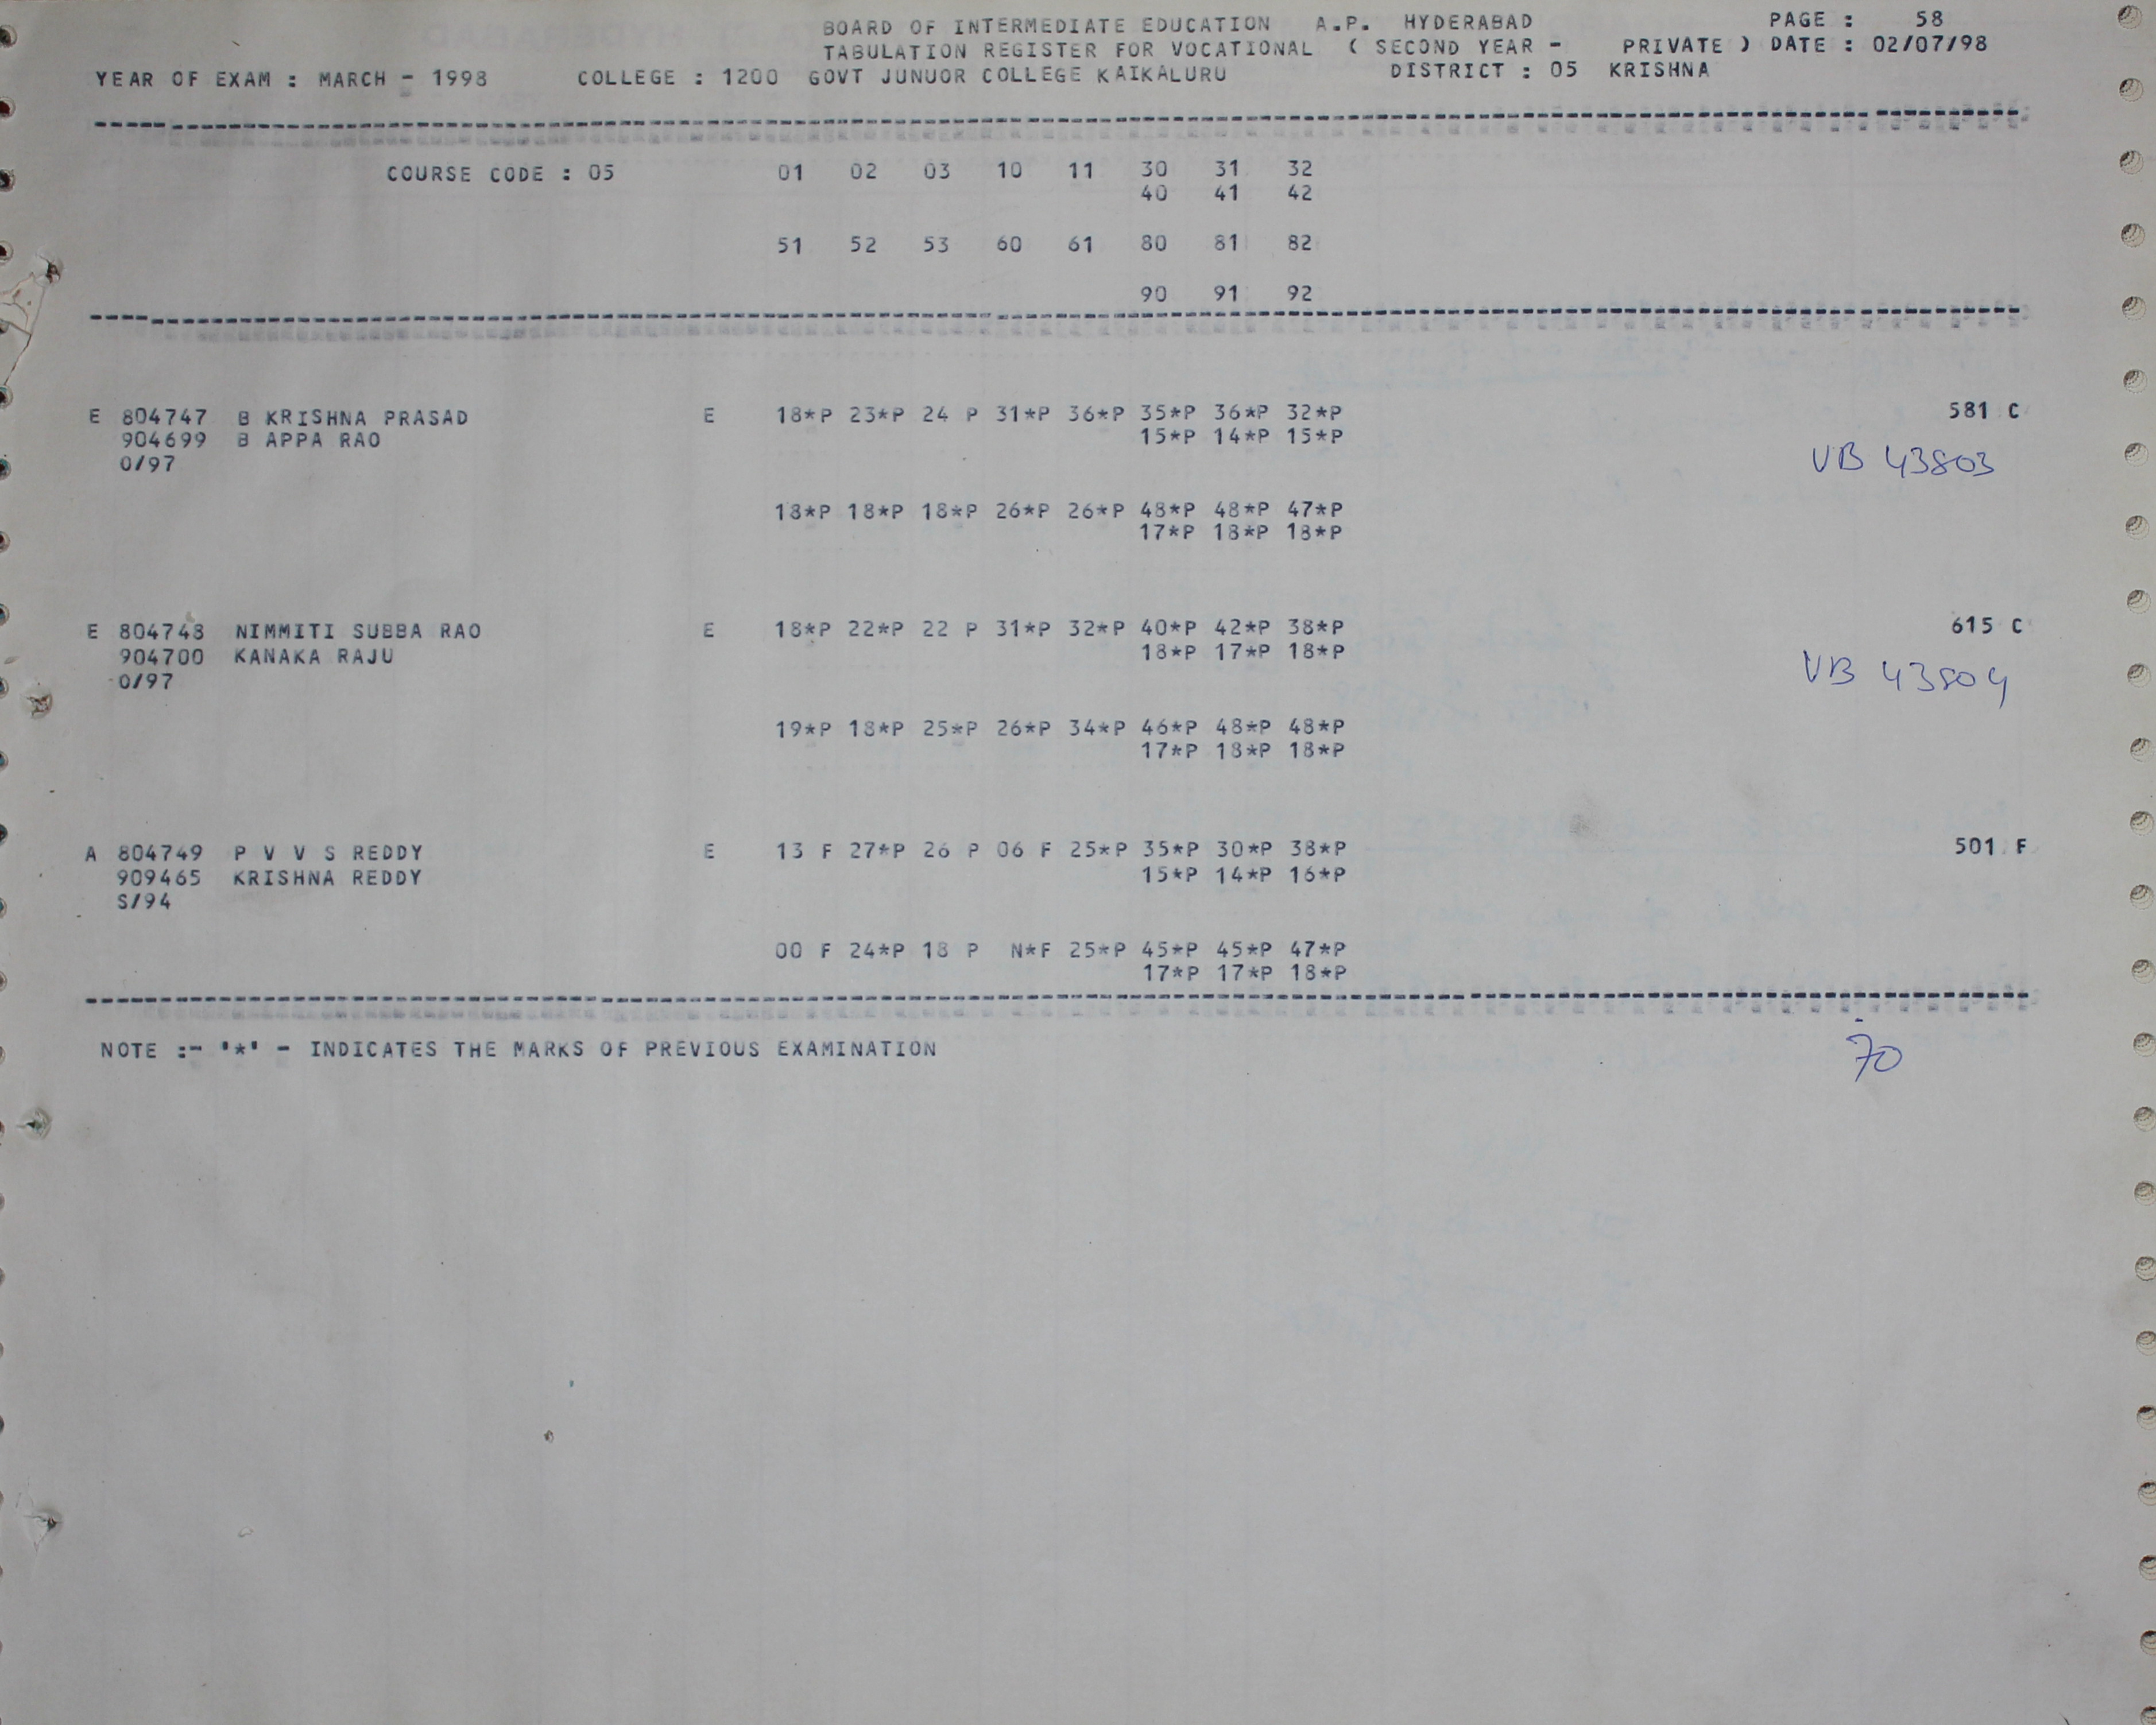 BOARD OF INTERMEDIATE EDUCATION A.P. HYDERABAD PAGE : 58
TABULATION REGISTER FOR VOCATIONAL ( SECOND YEAR - PRIVATE ) DATE : 02/07/98
YEAR OF EXAM : MARCH - 1998 COLLEGE : 1200 GOVT JUNUOR COLLEGE KAIKALURU DISTRICT : 05 KRISHNA
COURSE CODE : 05 01 02 03 10 11 30 31 32
40 41 42
51 52 53 60 61 80 81 82
90 91 92
E 804747 B KRISHNA PRASAD E 18*P 23*P 24 P 31*P 36*P 35*P 36*P 32*P 581 C
904699 B APPA RAO 15*P 14*P 15*P
0/97 VB 43803
18*P 18*P 18*P 26*P 26*P 48*P 48*P 47*P
17*P 18*P 18*P
E 804748 NIMMITI SUBBA RAO E 18*P 22*P 22 P 31*P 32*P 40*P 42*P 38*P 615 C
904700 KANAKA RAJU 18*P 17*P 18*P
0/97 VB 43804
19*P 18*P 25*P 26*P 34*P 46*P 48*P 48*P
17*P 18*P 18*P
A 804749 P V V S REDDY E 13 F 27*P 26 P 06 F 25*P 35*P 30*P 38*P 501 F
909465 KRISHNA REDDY 15*P 14*P 16*P
S/94
00 F 24*P 18 P N*F 25*P 45*P 45*P 47*P
17*P 17*P 18*P
NOTE :- '*' - INDICATES THE MARKS OF PREVIOUS EXAMINATION
70